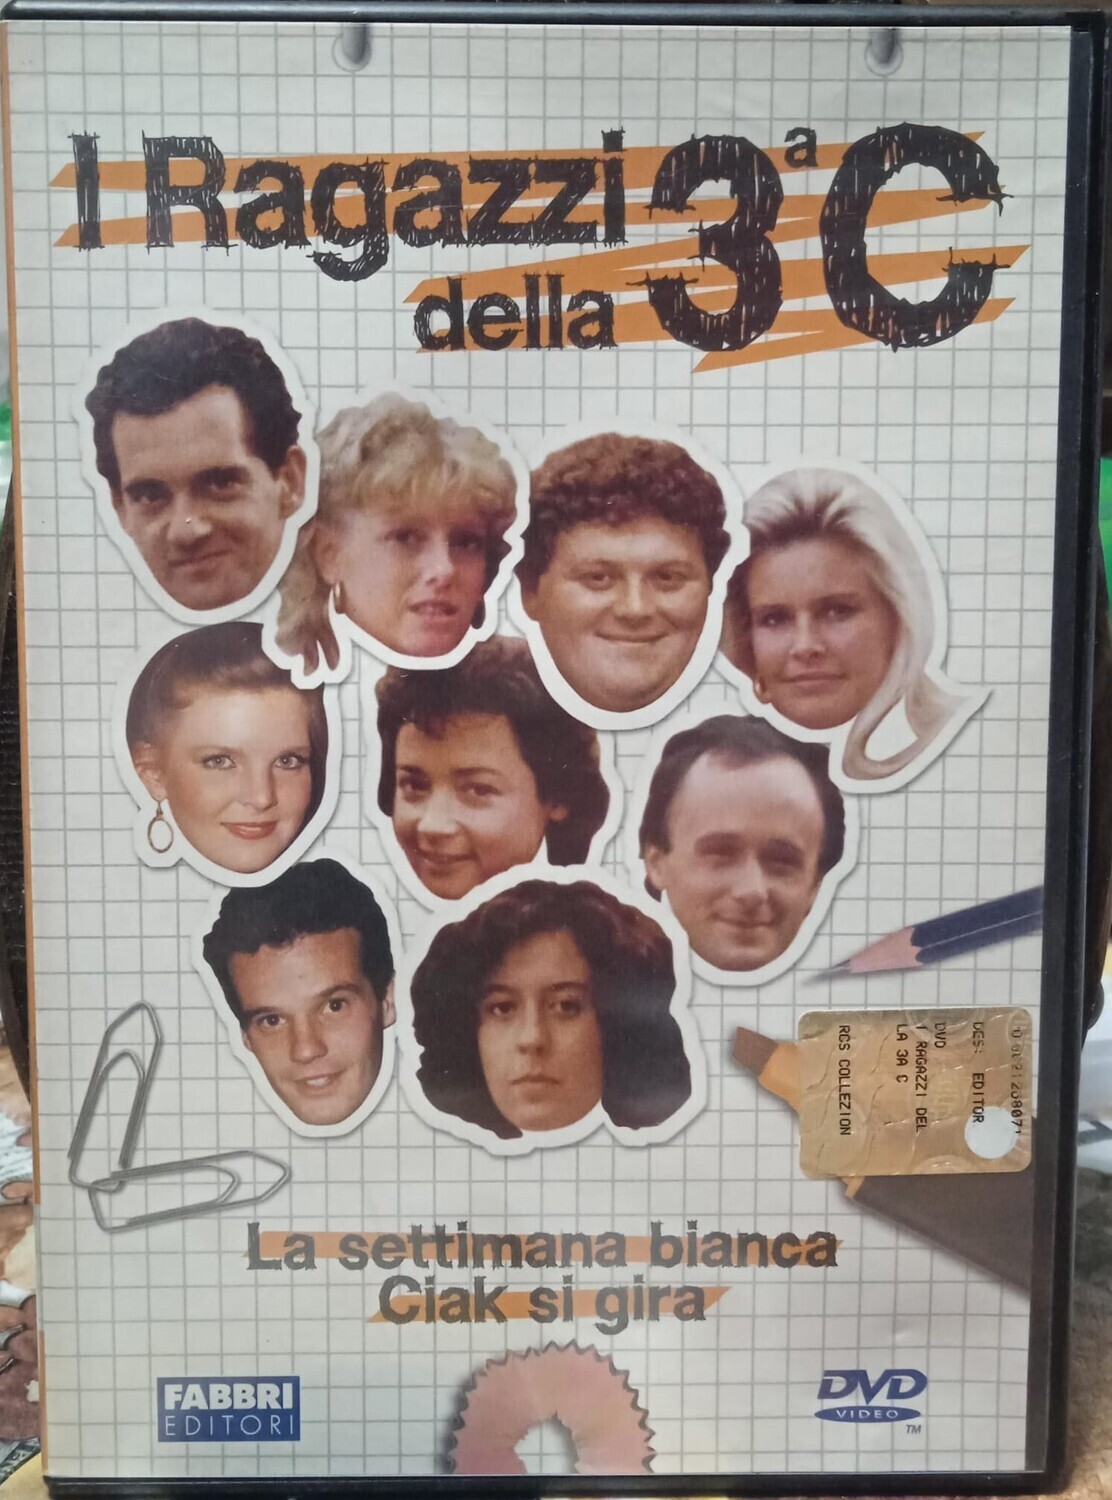 I Ragazzi
della 3ª C
DES: EDITOR
DVD
I RAGAZZI DEL
LA 3A C
RCS COLLEZION
La settimana bianca
Ciak si gira
FABBRI
EDITORI
DVD
VIDEO
TM